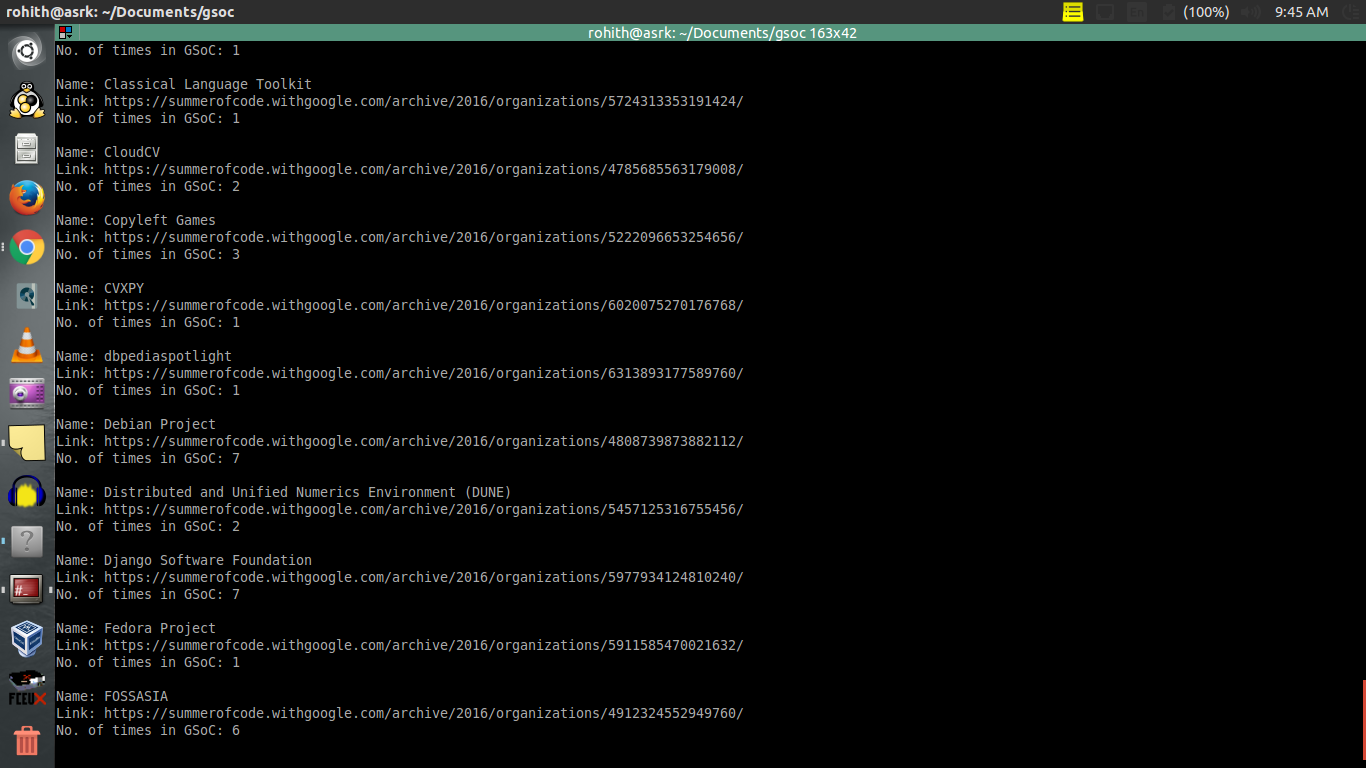 rohith@asrk: ~/Documents/gsoc
(100%)
9:45 AM
rohith@asrk: ~/Documents/gsoc 163x42
No. of times in GSoC: 1
Name: Classical Language Toolkit
Link: https://summerofcode.withgoogle.com/archive/2016/organizations/5724313353191424/
No. of times in GSoC: 1
Name: CloudCV
Link: https://summerofcode.withgoogle.com/archive/2016/organizations/4785685563179008/
No. of times in GSoC: 2
Name: Copyleft Games
Link: https://summerofcode.withgoogle.com/archive/2016/organizations/5222096653254656/
No. of times in GSoC: 3
Name: CVXPY
Link: https://summerofcode.withgoogle.com/archive/2016/organizations/6020075270176768/
No. of times in GSoC: 1
Name: dbpediaspotlight
Link: https://summerofcode.withgoogle.com/archive/2016/organizations/6313893177589760/
No. of times in GSoC: 1
Name: Debian Project
Link: https://summerofcode.withgoogle.com/archive/2016/organizations/4808739873882112/
No. of times in GSoC: 7
Name: Distributed and Unified Numerics Environment (DUNE)
Link: https://summerofcode.withgoogle.com/archive/2016/organizations/5457125316755456/
No. of times in GSoC: 2
Name: Django Software Foundation
Link: https://summerofcode.withgoogle.com/archive/2016/organizations/5977934124810240/
No. of times in GSoC: 7
Name: Fedora Project
Link: https://summerofcode.withgoogle.com/archive/2016/organizations/5911585470021632/
No. of times in GSoC: 1
Name: FOSSASIA
Link: https://summerofcode.withgoogle.com/archive/2016/organizations/4912324552949760/
No. of times in GSoC: 6
?
#_
FCEUX